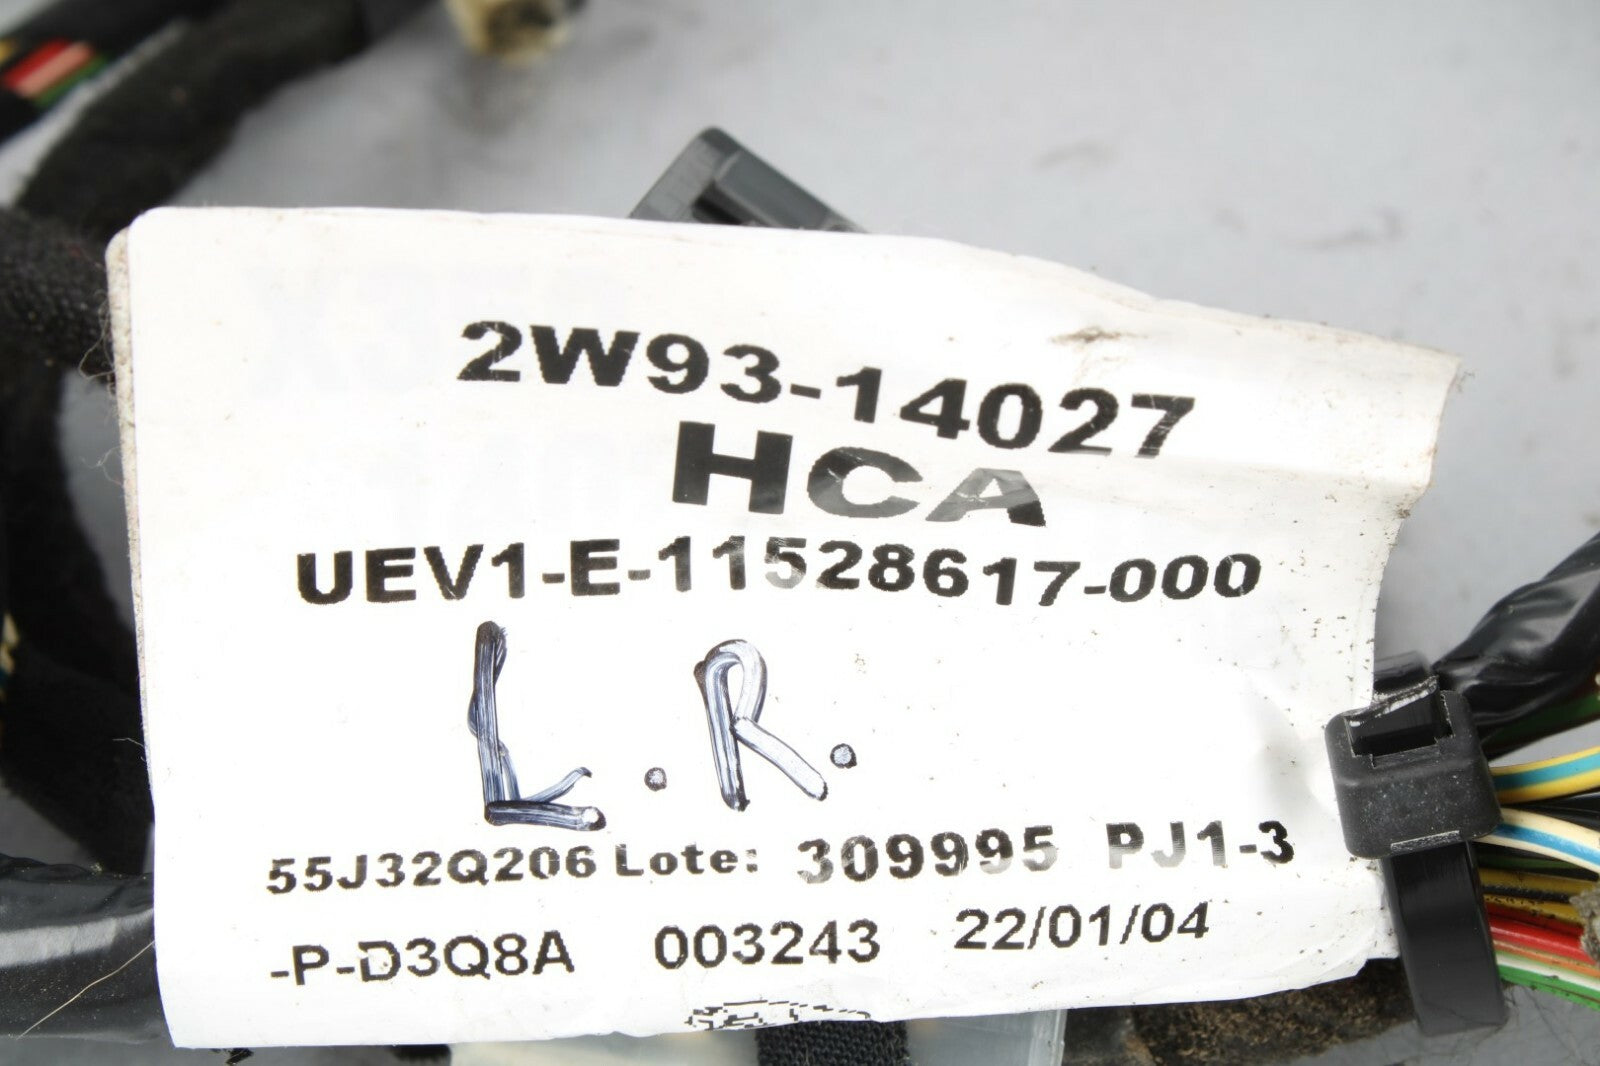 2W93-14027
HCA
UEV1-E-11528617-000
L.R.
55J32Q206 Lote: 309995 PJ1-3
-P-D3Q8A 003243 22/01/04